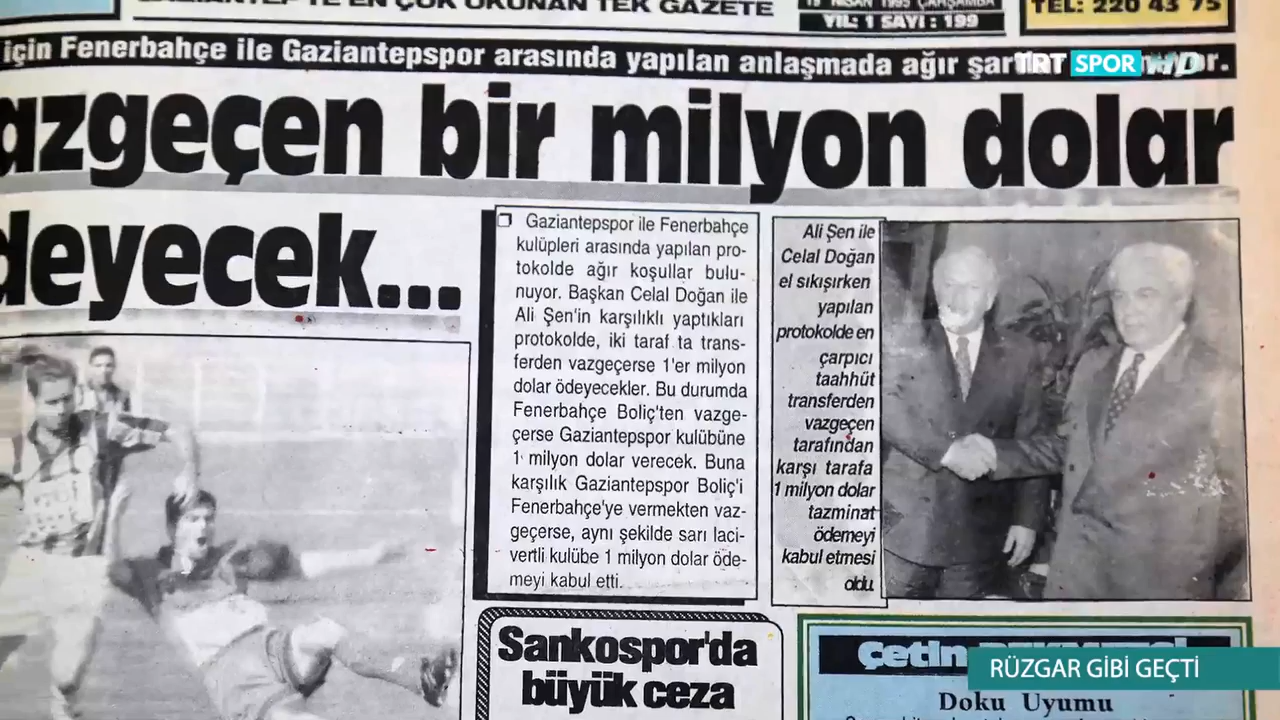 GAZİANTEP'TE EN ÇOK OKUNAN TEK GAZETE
19 NİSAN 1995 ÇARŞAMBA
YIL: 1 SAYI: 199
TEL: 220 43 75
için Fenerbahçe ile Gaziantepspor arasında yapılan anlaşmada ağır
TRT SPOR HD
azgeçen bir milyon dolar
deyecek...
Gaziantepspor ile Fenerbahçe
kulüpleri arasında yapılan pro-
tokolde ağır koşullar bulu-
nuyor. Başkan Celal Doğan ile
Ali Şen'in karşılıklı yaptıkları
protokolde, iki taraf ta trans-
ferden vazgeçerse 1'er milyon
dolar ödeyecekler. Bu durumda
Fenerbahçe Boliç'ten vazge-
çerse Gaziantepspor kulübüne
1 milyon dolar verecek. Buna
karşılık Gaziantepspor Boliç'i
Fenerbahçe'ye vermekten vaz-
geçerse, aynı şekilde sarı laci-
vertli kulübe 1 milyon dolar öde-
meyi kabul etti.
Ali Şen ile
Celal Doğan
el sıkışırken
yapılan
protokolde en
çarpıcı
taahhüt
transferden
vazgeçen
tarafından
karşı tarafa
1 milyon dolar
tazminat
ödemeyi
kabul etmesi
oldu.
Sankospor'da
büyük ceza
Çetin
Doku Uyumu
RÜZGAR GİBİ GEÇTİ